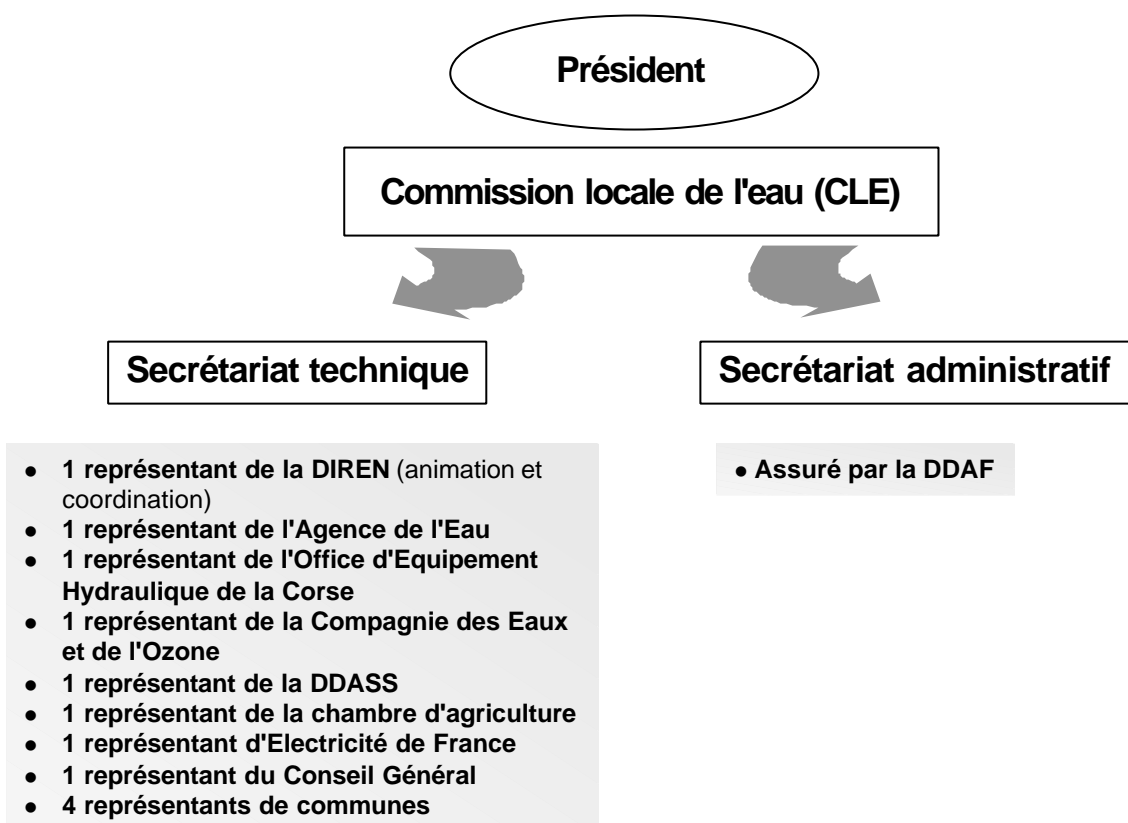 Président
Commission locale de l'eau (CLE)
Secrétariat technique
Secrétariat administratif
● 1 représentant de la DIREN (animation et
coordination)
● 1 représentant de l'Agence de l'Eau
● 1 représentant de l'Office d'Equipement
Hydraulique de la Corse
● 1 représentant de la Compagnie des Eaux
et de l'Ozone
● 1 représentant de la DDASS
● 1 représentant de la chambre d'agriculture
● 1 représentant d'Electricité de France
● 1 représentant du Conseil Général
● 4 représentants de communes
● Assuré par la DDAF